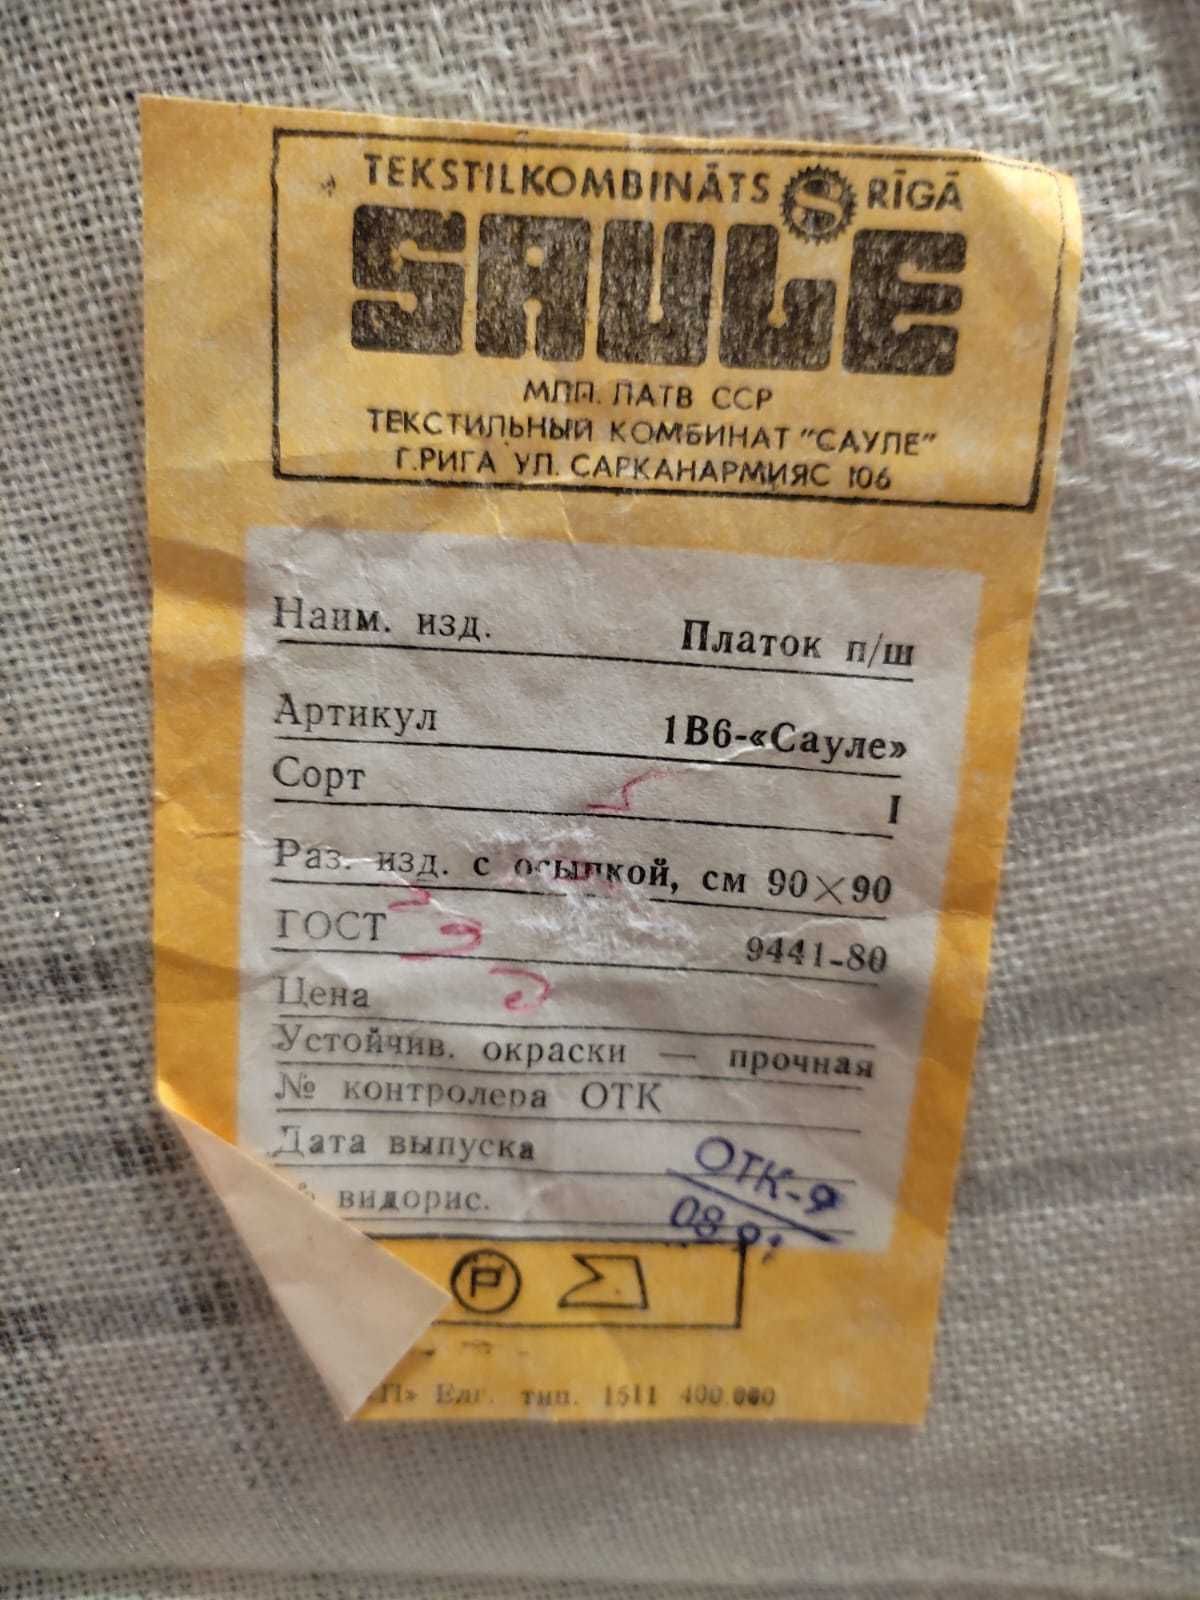 TEKSTILKOMBINĀTS S RĪGĀ
SAULE
МЛП. ЛАТВ ССР
ТЕКСТИЛЬНЫЙ КОМБИНАТ "САУЛЕ"
Г.РИГА УЛ. САРКАНАРМИЯС 106
Наим. изд. Платок п/ш
Артикул 1В6-«Сауле»
Сорт I
Раз. изд. с осыпкой, см 90×90
ГОСТ 9441-80
Цена
Устойчив. окраски — прочная
№ контролера ОТК
Дата выпуска ОТК-9
видорис. 08
Р
Елг. тип. 1511 400.000